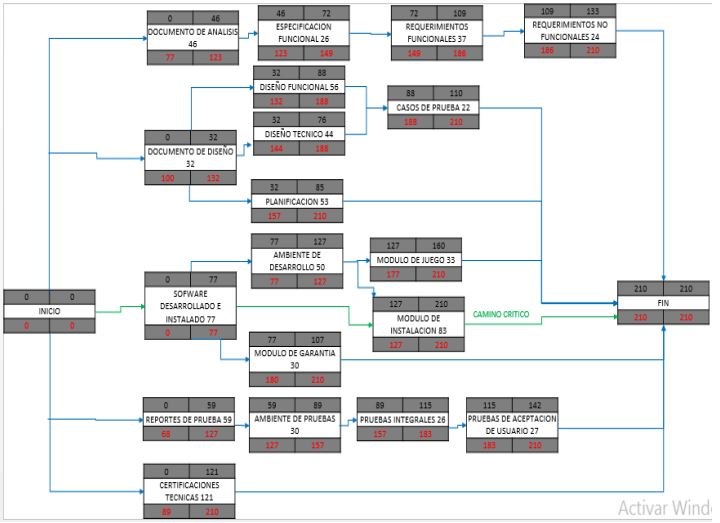 0 46
DOCUMENTO DE ANALISIS
46
77 123
46 72
ESPECIFICACION
FUNCIONAL 26
123 149
72 109
REQUERIMIENTOS
FUNCIONALES 37
149 186
109 133
REQUERIMIENTOS NO
FUNCIONALES 24
186 210
32 88
DISEÑO FUNCIONAL 56
132 188
32 76
DISEÑO TECNICO 44
144 188
88 110
CASOS DE PRUEBA 22
188 210
0 32
DOCUMENTO DE DISEÑO
32
100 132
32 85
PLANIFICACION 53
157 210
77 127
AMBIENTE DE
DESARROLLO 50
77 127
127 160
MODULO DE JUEGO 33
177 210
0 0
INICIO
0 0
0 77
SOFWARE
DESARROLLADO E
INSTALADO 77
0 77
127 210
MODULO DE
INSTALACION 83
127 210
CAMINO CRITICO
210 210
FIN
210 210
77 107
MODULO DE GARANTIA
30
180 210
0 59
REPORTES DE PRUEBA 59
68 127
59 89
AMBIENTE DE PRUEBAS
30
127 157
89 115
PRUEBAS INTEGRALES 26
157 183
115 142
PRUEBAS DE ACEPTACION
DE USUARIO 27
183 210
0 121
CERTIFICACIONES
TECNICAS 121
89 210
Activar Wind